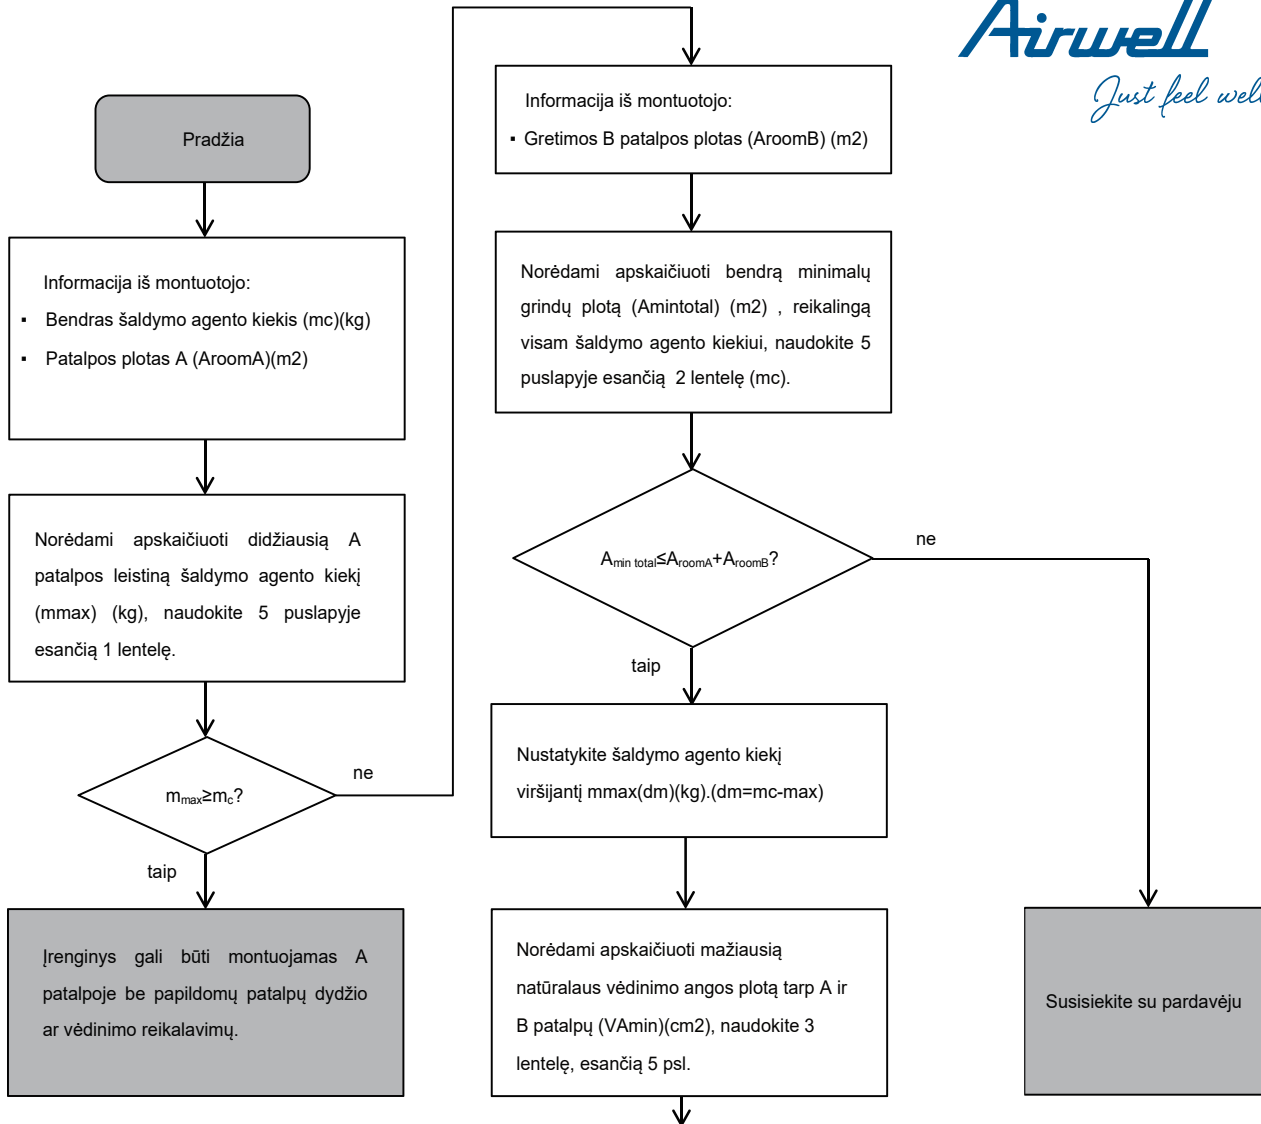 Airwell
Just feel well
Pradžia
Informacija iš montuotojo:
▪ Bendras šaldymo agento kiekis (mc)(kg)
▪ Patalpos plotas A (AroomA)(m2)
Norėdami apskaičiuoti didžiausią A
patalpos leistiną šaldymo agento kiekį
(mmax) (kg), naudokite 5 puslapyje
esančią 1 lentelę.
mmax≥mc?
ne
taip
Įrenginys gali būti montuojamas A
patalpoje be papildomų patalpų dydžio
ar vėdinimo reikalavimų.
Informacija iš montuotojo:
▪ Gretimos B patalpos plotas (AroomB) (m2)
Norėdami apskaičiuoti bendrą minimalų
grindų plotą (Amintotal) (m2) , reikalingą
visam šaldymo agento kiekiui, naudokite 5
puslapyje esančią 2 lentelę (mc).
Amin total≤AroomA+AroomB?
ne
taip
Nustatykite šaldymo agento kiekį
viršijantį mmax(dm)(kg).(dm=mc-max)
Norėdami apskaičiuoti mažiausią
natūralaus vėdinimo angos plotą tarp A ir
B patalpų (VAmin)(cm2), naudokite 3
lentelę, esančią 5 psl.
Susisiekite su pardavėju